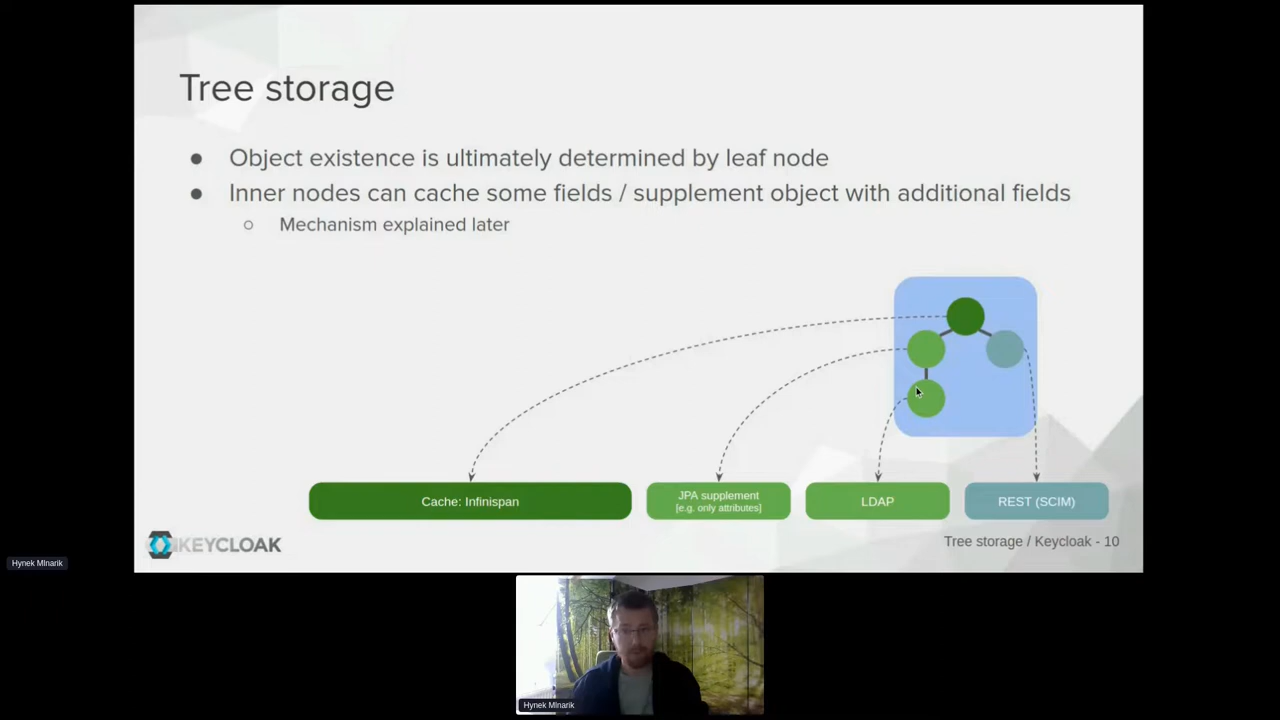 Tree storage
● Object existence is ultimately determined by leaf node
● Inner nodes can cache some fields / supplement object with additional fields
○ Mechanism explained later
Cache: Infinispan
JPA supplement
[e.g. only attributes]
LDAP
REST (SCIM)
KEYCLOAK
Tree storage / Keycloak - 10
Hynek Mlnarik
Hynek Mlnarik